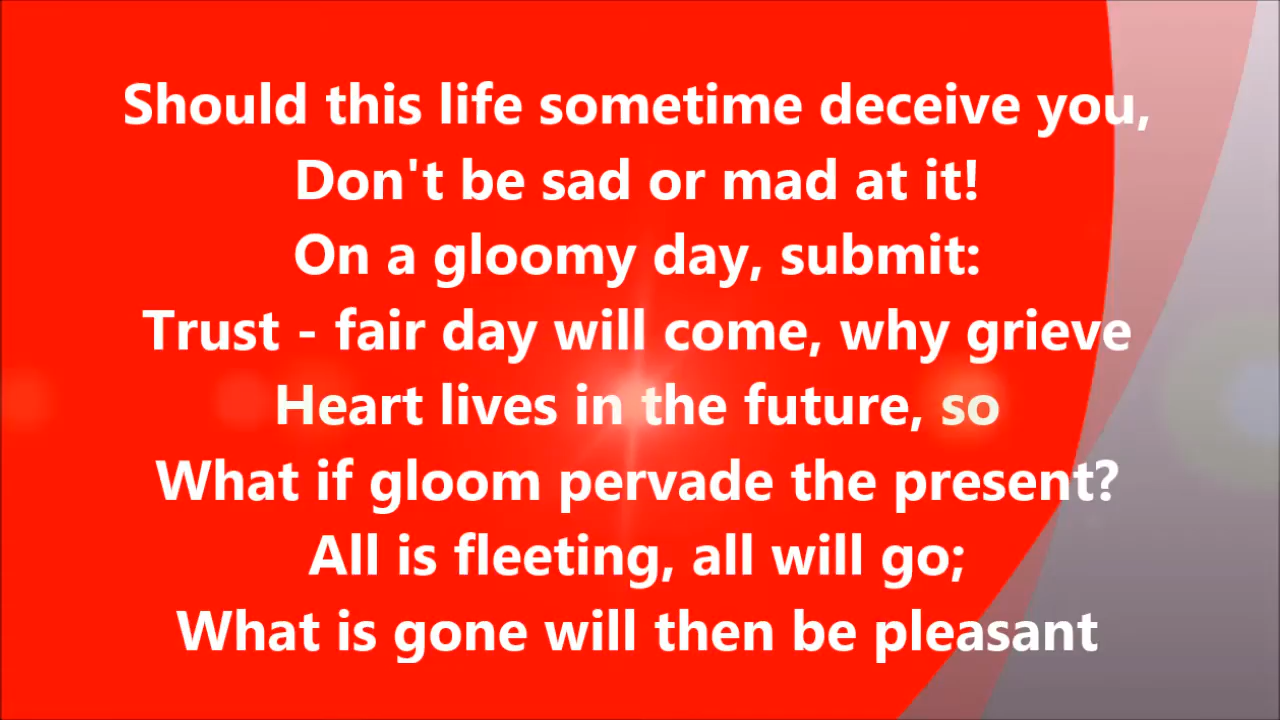 Should this life sometime deceive you,
Don't be sad or mad at it!
On a gloomy day, submit:
Trust - fair day will come, why grieve
Heart lives in the future, so
What if gloom pervade the present?
All is fleeting, all will go;
What is gone will then be pleasant